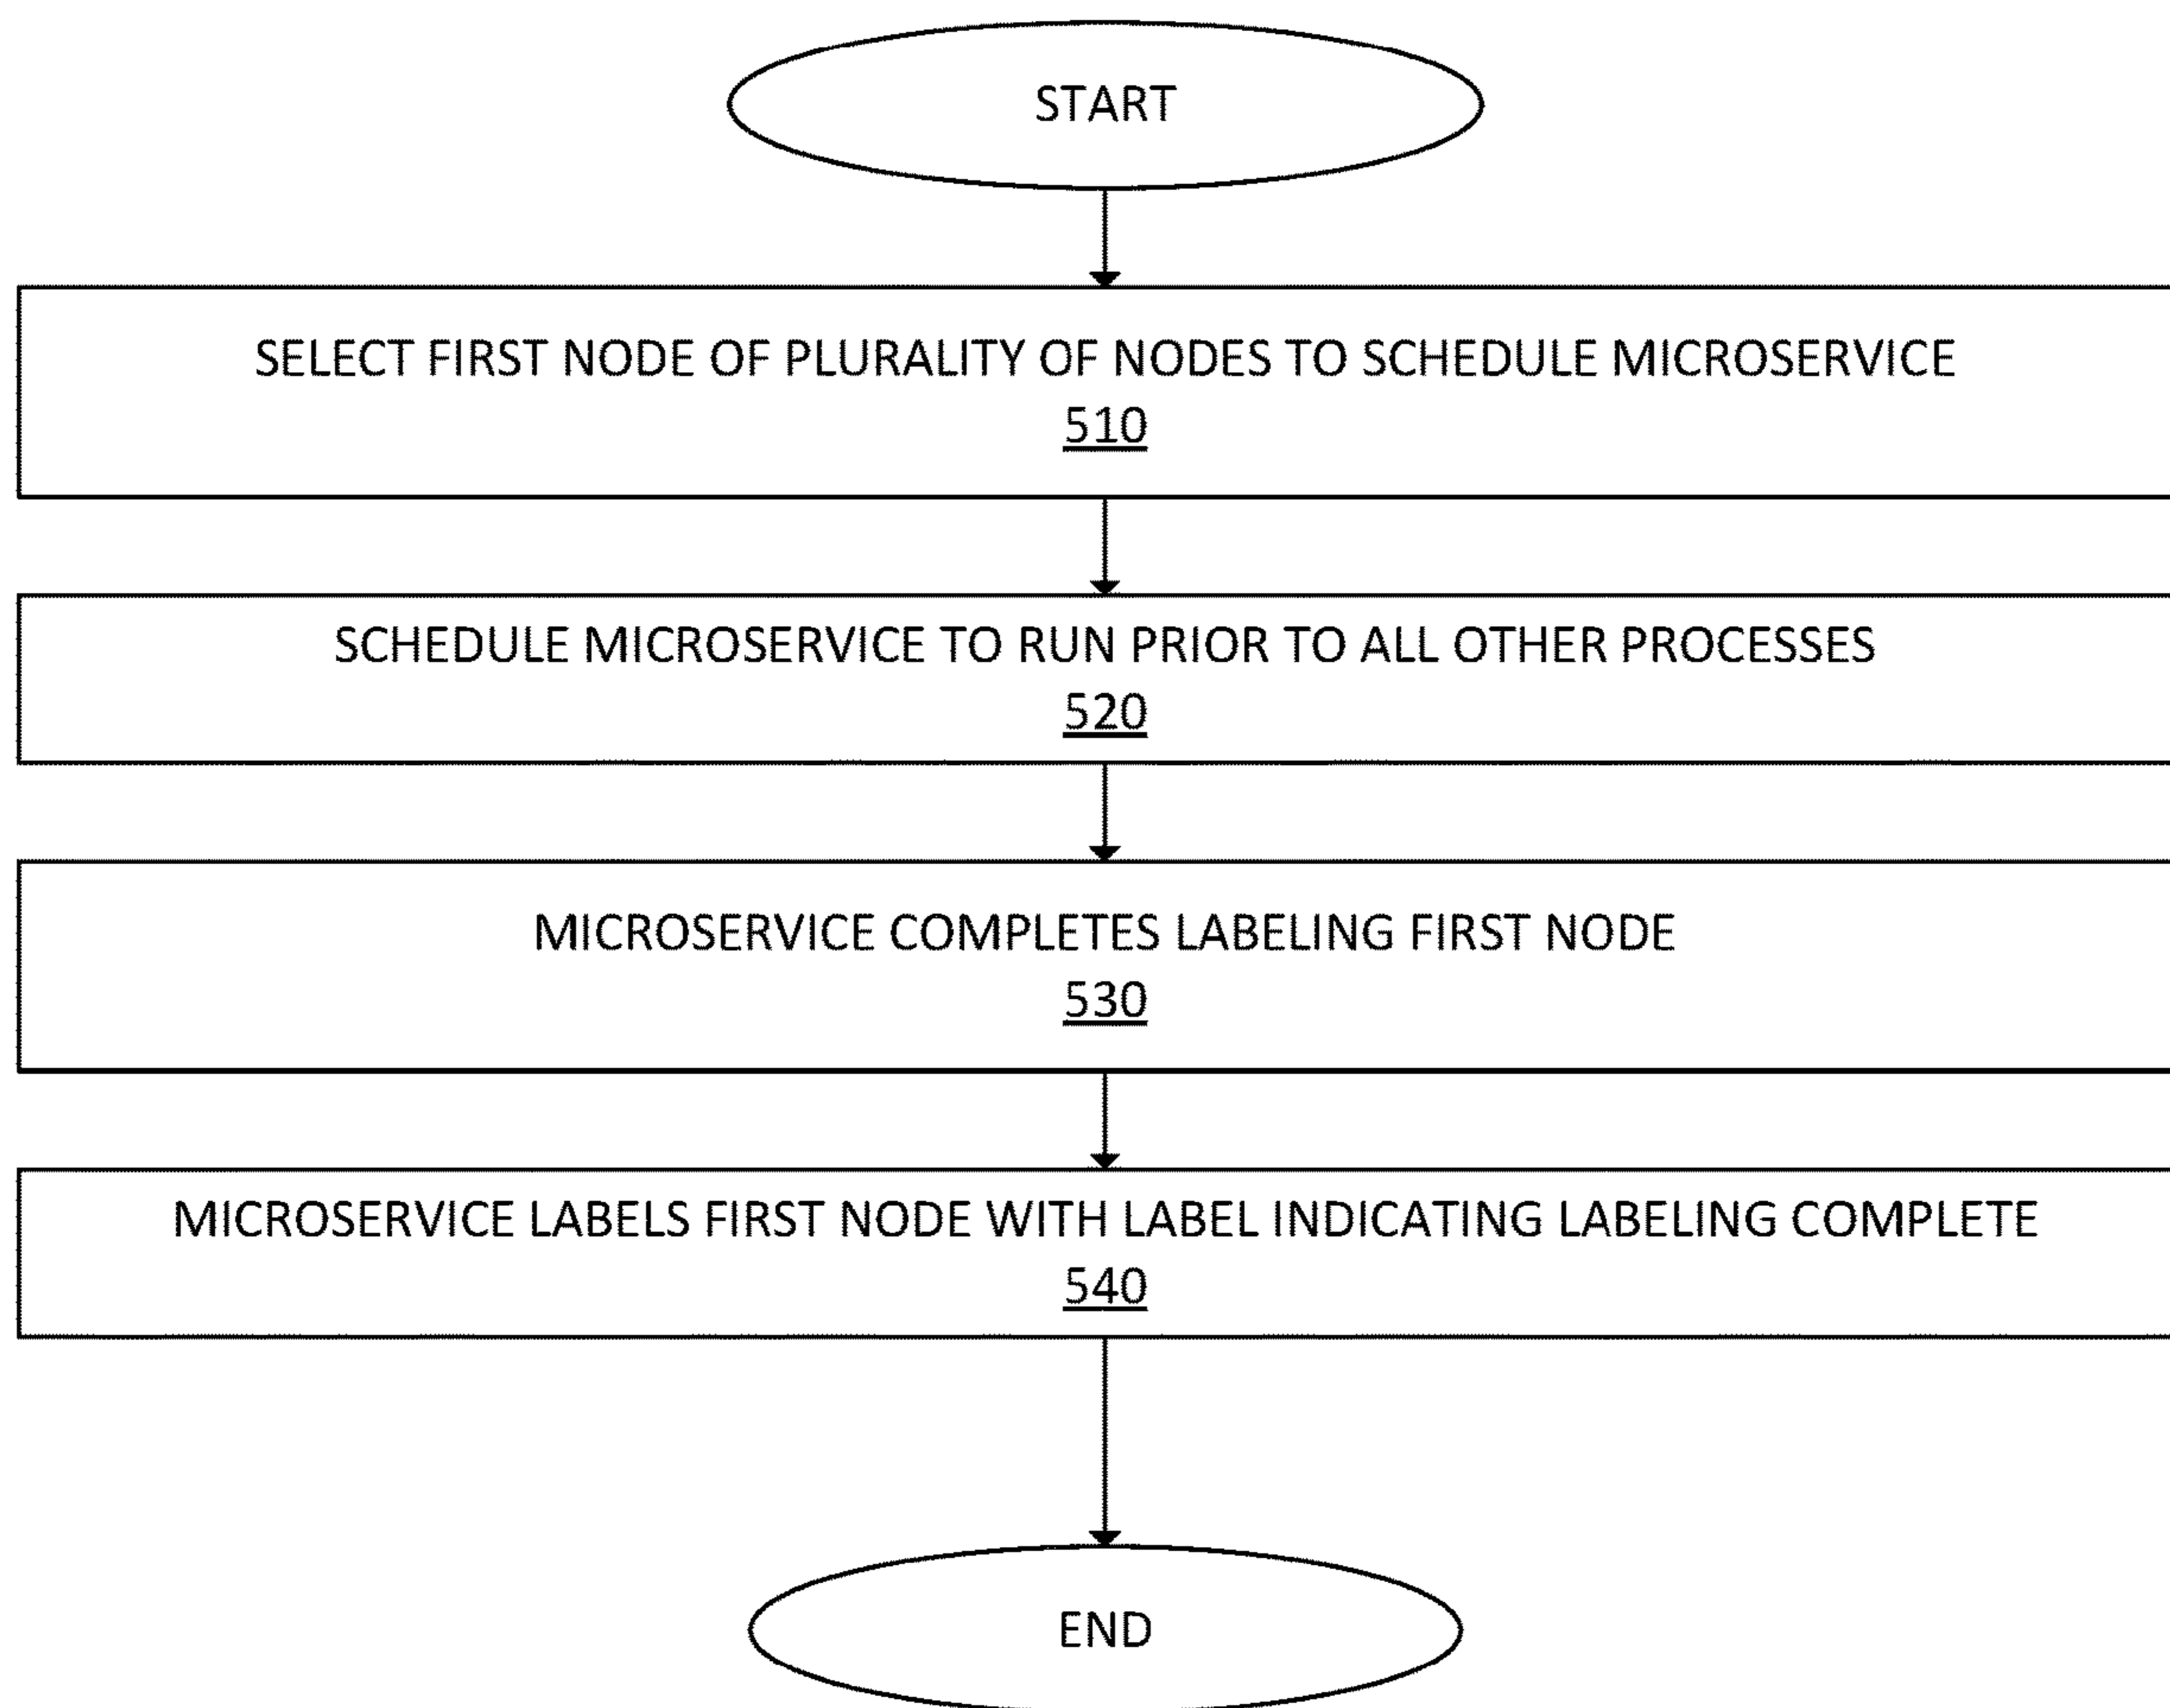 START
SELECT FIRST NODE OF PLURALITY OF NODES TO SCHEDULE MICROSERVICE
510
SCHEDULE MICROSERVICE TO RUN PRIOR TO ALL OTHER PROCESSES
520
MICROSERVICE COMPLETES LABELING FIRST NODE
530
MICROSERVICE LABELS FIRST NODE WITH LABEL INDICATING LABELING COMPLETE
540
END